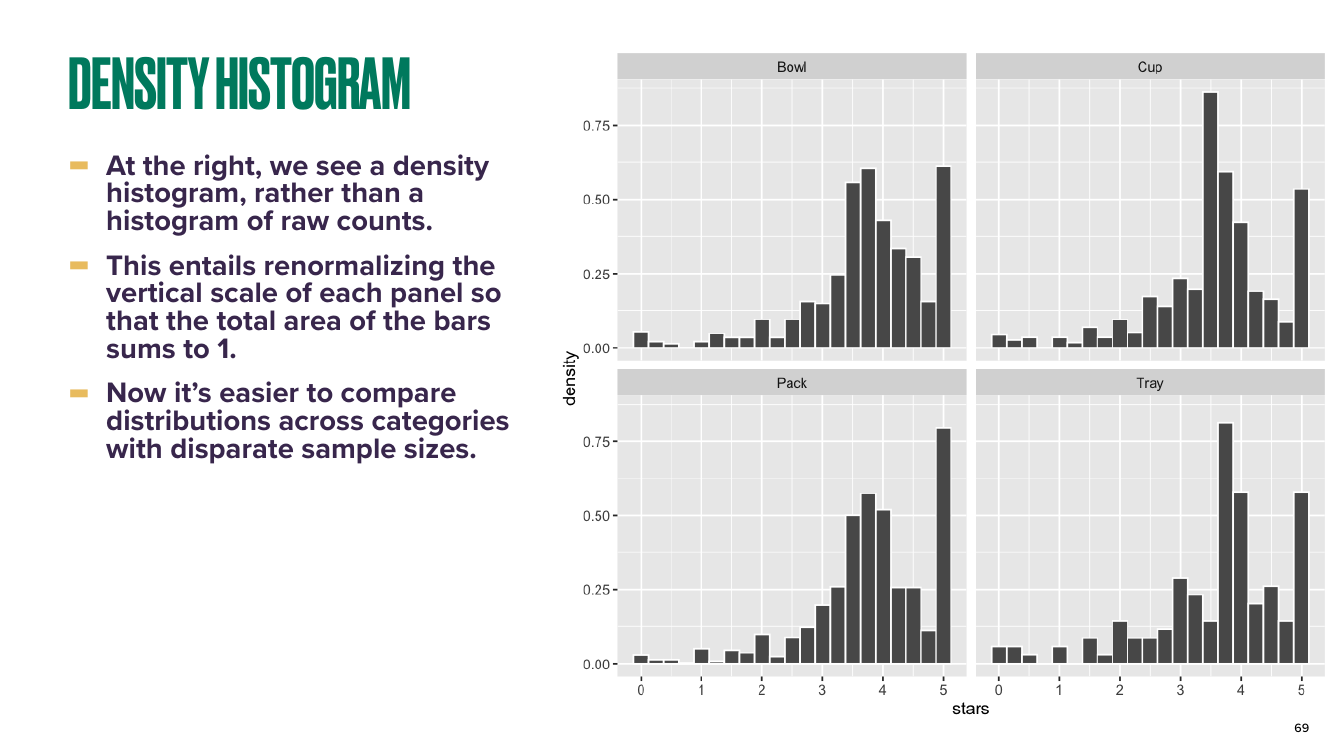 DENSITY HISTOGRAM
At the right, we see a density
histogram, rather than a
histogram of raw counts.
This entails renormalizing the
vertical scale of each panel so
that the total area of the bars
sums to 1.
Now it’s easier to compare
distributions across categories
with disparate sample sizes.
Bowl
Cup
0.75
0.50
0.25
0.00
density
Pack
Tray
0.75
0.50
0.25
0.00
0 1 2 3 4 5 0 1 2 3 4 5
stars
69